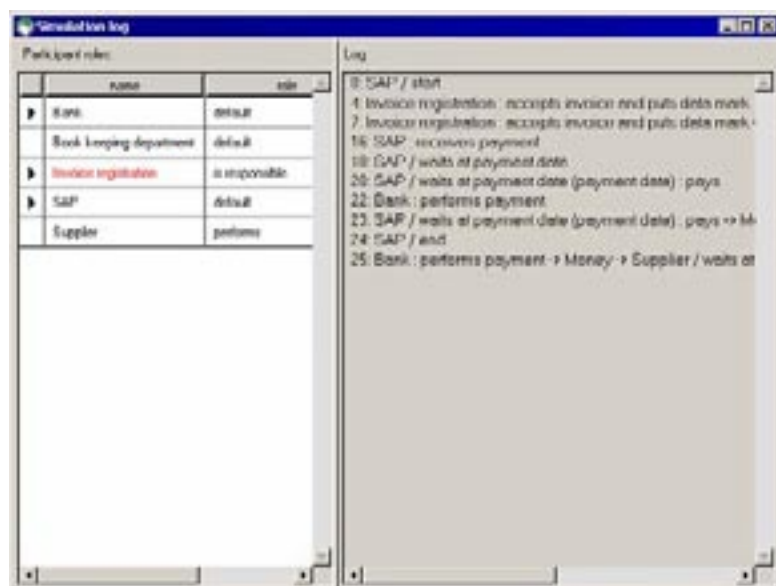 Simulation log
Participant roles:
name role
Bank default
Book keeping department default
Invoice registration is responsible
SAP default
Supplier performs
Log
0: SAP / start
4: Invoice registration : accepts invoice and puts data mark
7: Invoice registration : accepts invoice and puts data mark
16: SAP : receives payment
18: SAP / waits at payment date
20: SAP / waits at payment date (payment date) : pays
22: Bank : performs payment
23: SAP / waits at payment date (payment date) : pays -> M
24: SAP / end
25: Bank : performs payment -> Money -> Supplier / waits at